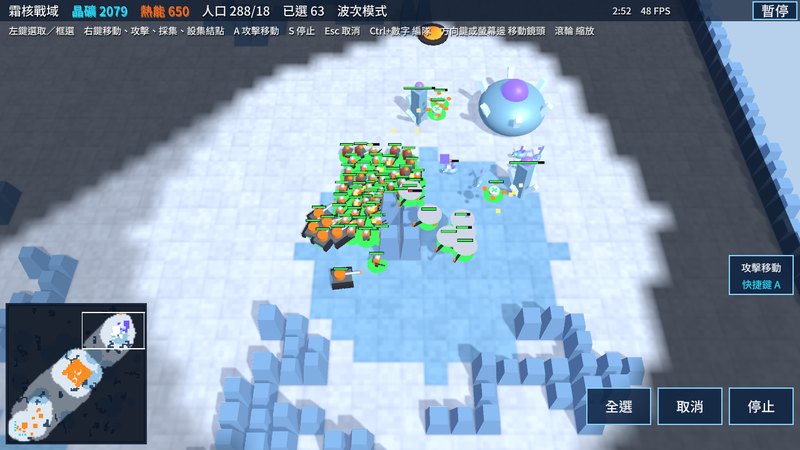 霜核戰域 晶礦 2079 熱能 650 人口 288/18 已選 63 波次模式 2:52 48 FPS 暫停
左鍵選取／框選 右鍵移動、攻擊、採集、設集結點 A 攻擊移動 S 停止 Esc 取消 Ctrl+數字 編隊 方向鍵或螢幕邊 移動鏡頭 滾輪 縮放
攻擊移動
快捷鍵 A
全選 取消 停止